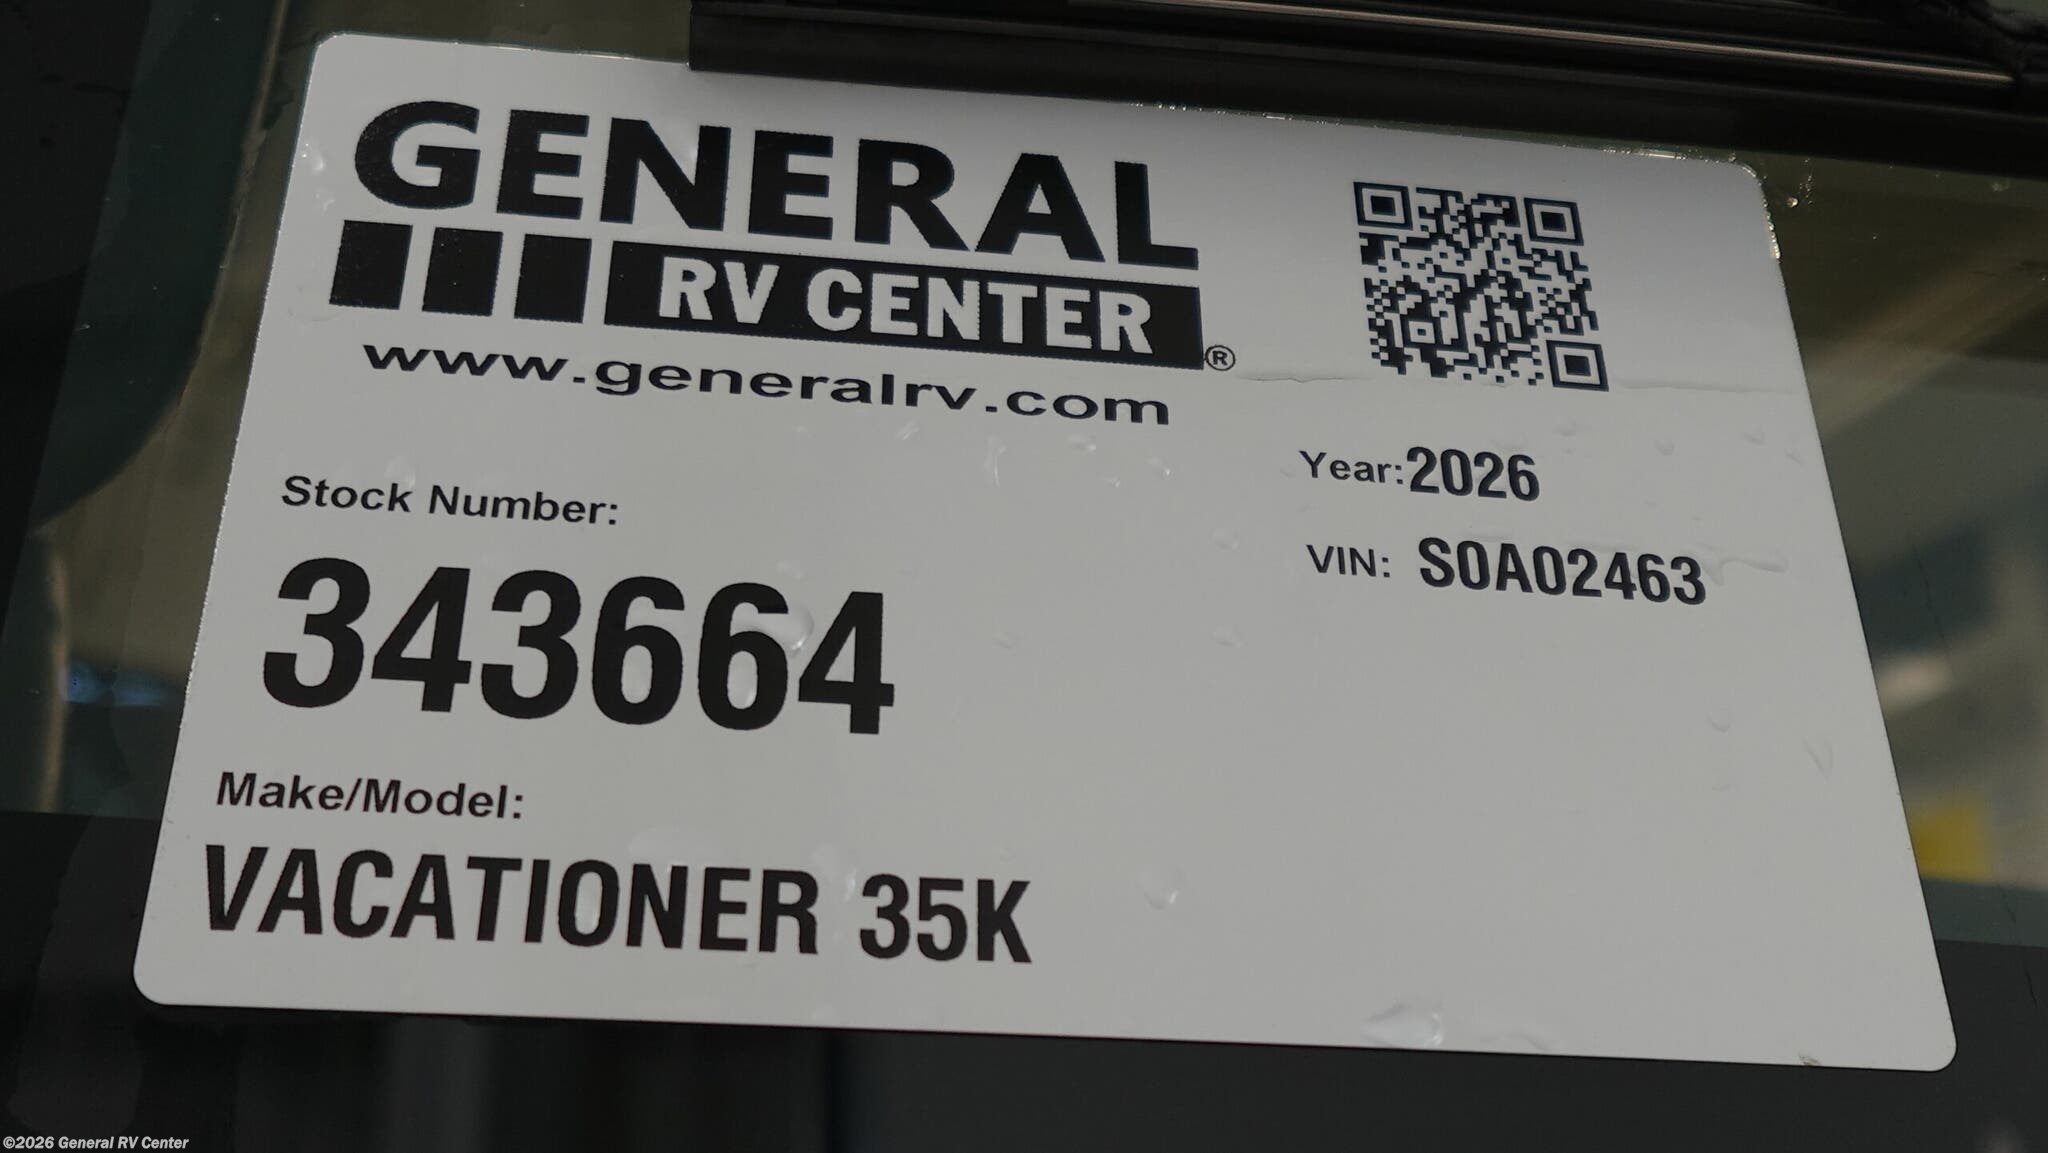 GENERAL
RV CENTER®
www.generalrv.com
Stock Number:
343664
Make/Model:
VACATIONER 35K
Year:2026
VIN: S0A02463
©2026 General RV Center